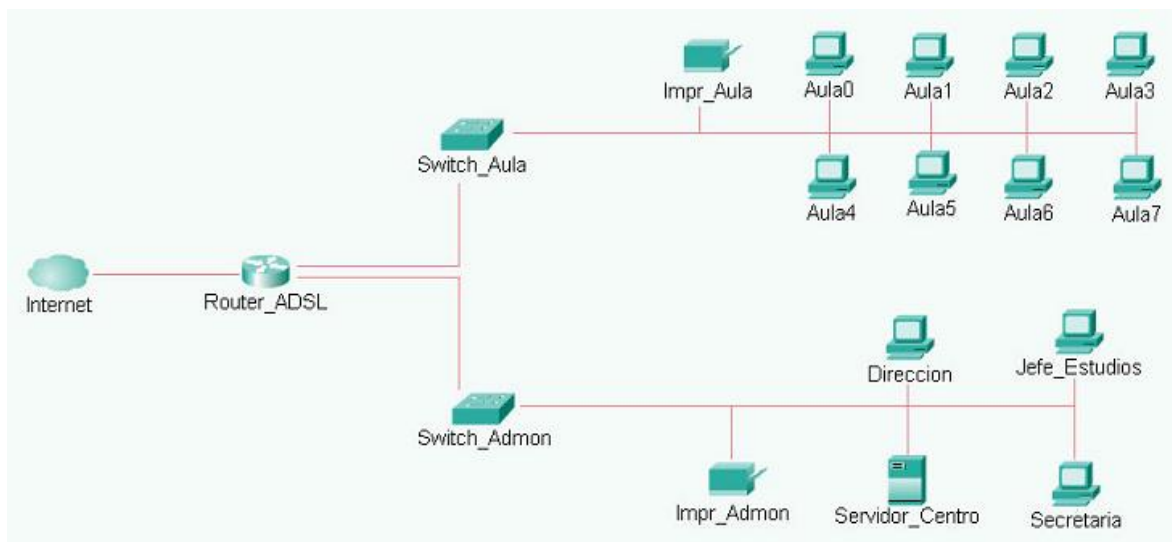 Impr_Aula
Aula0
Aula1
Aula2
Aula3
Switch_Aula
Aula4
Aula5
Aula6
Aula7
Internet
Router_ADSL
Direccion
Jefe_Estudios
Switch_Admon
Impr_Admon
Servidor_Centro
Secretaria